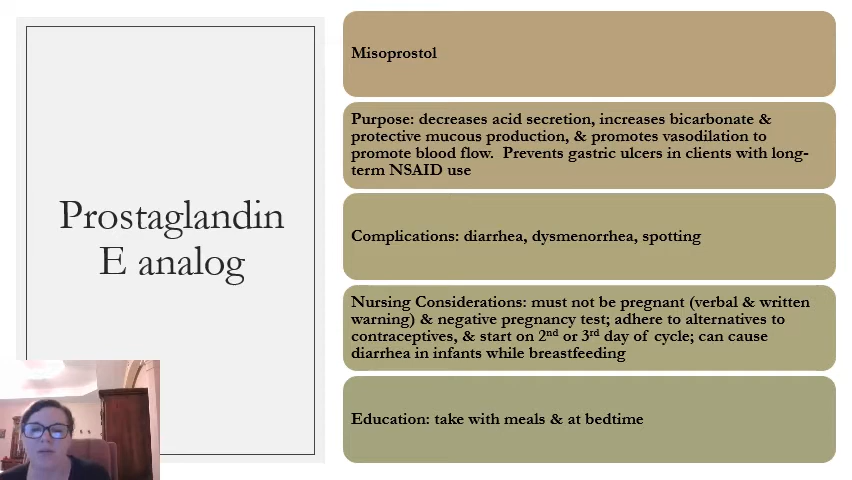 Prostaglandin
E analog
Misoprostol
Purpose: decreases acid secretion, increases bicarbonate &
protective mucous production, & promotes vasodilation to
promote blood flow.  Prevents gastric ulcers in clients with long-
term NSAID use
Complications: diarrhea, dysmenorrhea, spotting
Nursing Considerations: must not be pregnant (verbal & written
warning) & negative pregnancy test; adhere to alternatives to
contraceptives, & start on 2nd or 3rd day of cycle; can cause
diarrhea in infants while breastfeeding
Education: take with meals & at bedtime